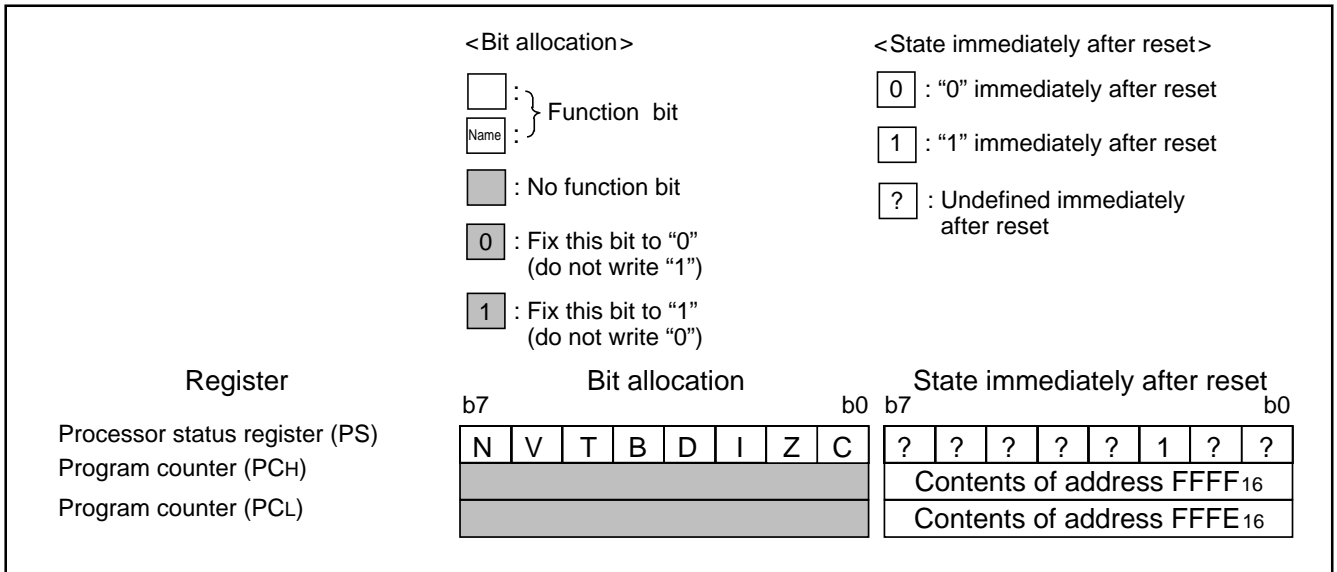 <Bit allocation>
:
Name :
Function bit
: No function bit
0 : Fix this bit to “0”
(do not write “1”)
1 : Fix this bit to “1”
(do not write “0”)
<State immediately after reset>
0 : “0” immediately after reset
1 : “1” immediately after reset
? : Undefined immediately
after reset
Register Bit allocation State immediately after reset
b7 b0 b7 b0
Processor status register (PS) N V T B D I Z C ? ? ? ? ? 1 ? ?
Program counter (PCH) Contents of address FFFF16
Program counter (PCL) Contents of address FFFE16